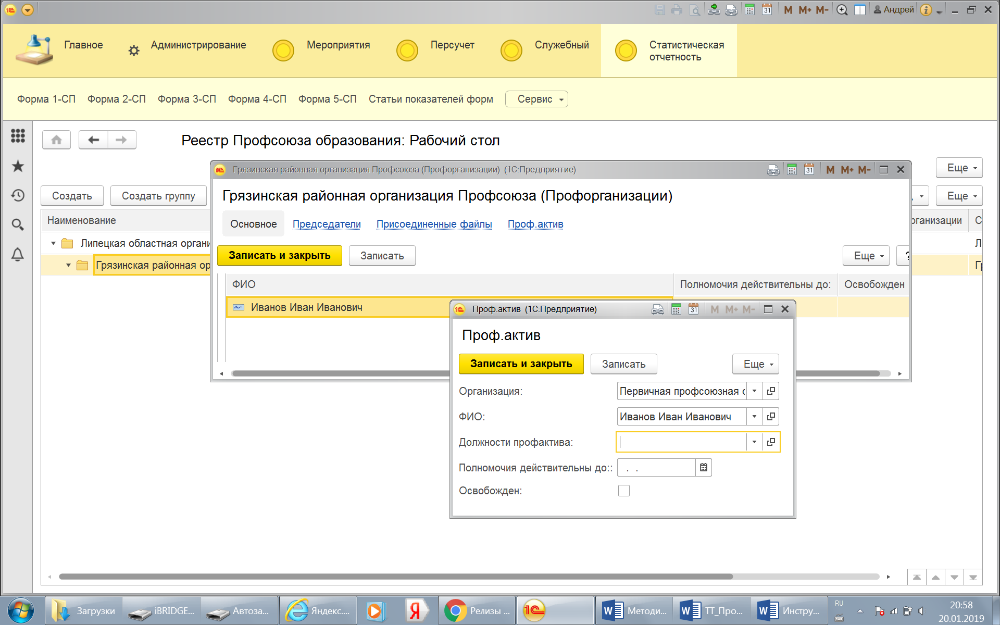 M M+ M- Андрей
Главное Администрирование Мероприятия Персучет Служебный Статистическая
отчетность
Форма 1-СП Форма 2-СП Форма 3-СП Форма 4-СП Форма 5-СП Статьи показателей форм Сервис
Реестр Профсоюза образования: Рабочий стол
Еще
Грязинская районная организация Профсоюза (Профорганизации) (1С:Предприятие) 31 M M+ M-
Создать Создать группу Еще
Грязинская районная организация Профсоюза (Профорганизации)
Наименование рганизации С
Основное Председатели Присоединенные файлы Проф.актив
Липецкая областная органи Л
Записать и закрыть Записать Еще ?
Грязинская районная ор Гр
ФИО Полномочия действительны до: Освобожден
Иванов Иван Иванович
Проф.актив (1С:Предприятие) 31 M M+ M-
Проф.актив
Записать и закрыть Записать Еще
Организация: Первичная профсоюзная о
ФИО: Иванов Иван Иванович
Должности профактива:
Полномочия действительны до:: . .
Освобожден:
Загрузки iBRIDGE... Автоза... Яндекс.... Я Релизы ... 1С Методи... ТТ_Про... Инстру... RU 20:58
20.01.2019